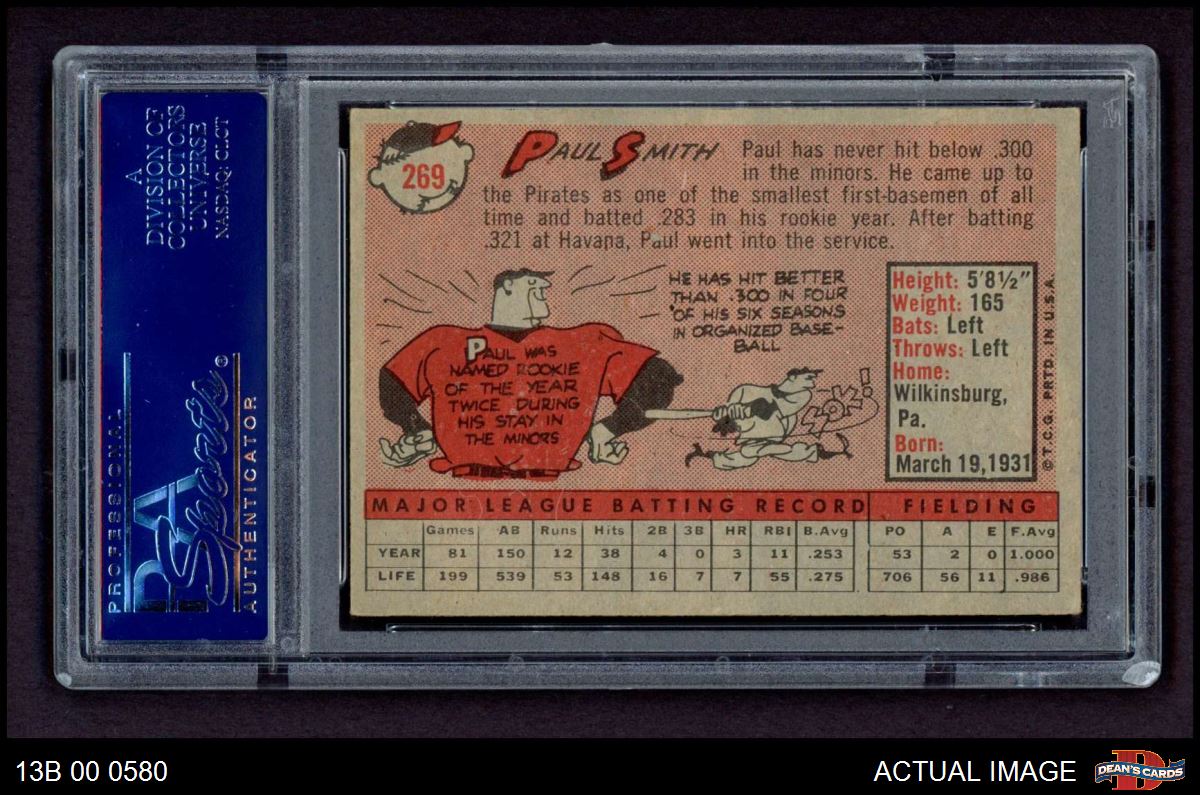 A
DIVISION OF
COLLECTORS
UNIVERSE
NASDAQ: CLCT
PROFESSIONAL
PSA
Sports®
AUTHENTICATOR
269
PAUL SMITH
Paul has never hit below .300
in the minors. He came up to
the Pirates as one of the smallest first-basemen of all
time and batted .283 in his rookie year. After batting
.321 at Havana, Paul went into the service.
HE HAS HIT BETTER
THAN .300 IN FOUR
OF HIS SIX SEASONS
IN ORGANIZED BASE-
BALL
PAUL WAS
NAMED ROOKIE
OF THE YEAR
TWICE DURING
HIS STAY IN
THE MINORS
Height: 5'8½"
Weight: 165
Bats: Left
Throws: Left
Home:
Wilkinsburg,
Pa.
Born:
March 19, 1931
© T.C.G. PRTD. IN U.S.A.
MAJOR LEAGUE BATTING RECORD FIELDING
Games AB Runs Hits 2B 3B HR RBI B.Avg PO A E F.Avg
YEAR 81 150 12 38 4 0 3 11 .253 53 2 0 1.000
LIFE 199 539 53 148 16 7 7 55 .275 706 56 11 .986
13B 00 0580
ACTUAL IMAGE
D
DEAN'S CARDS